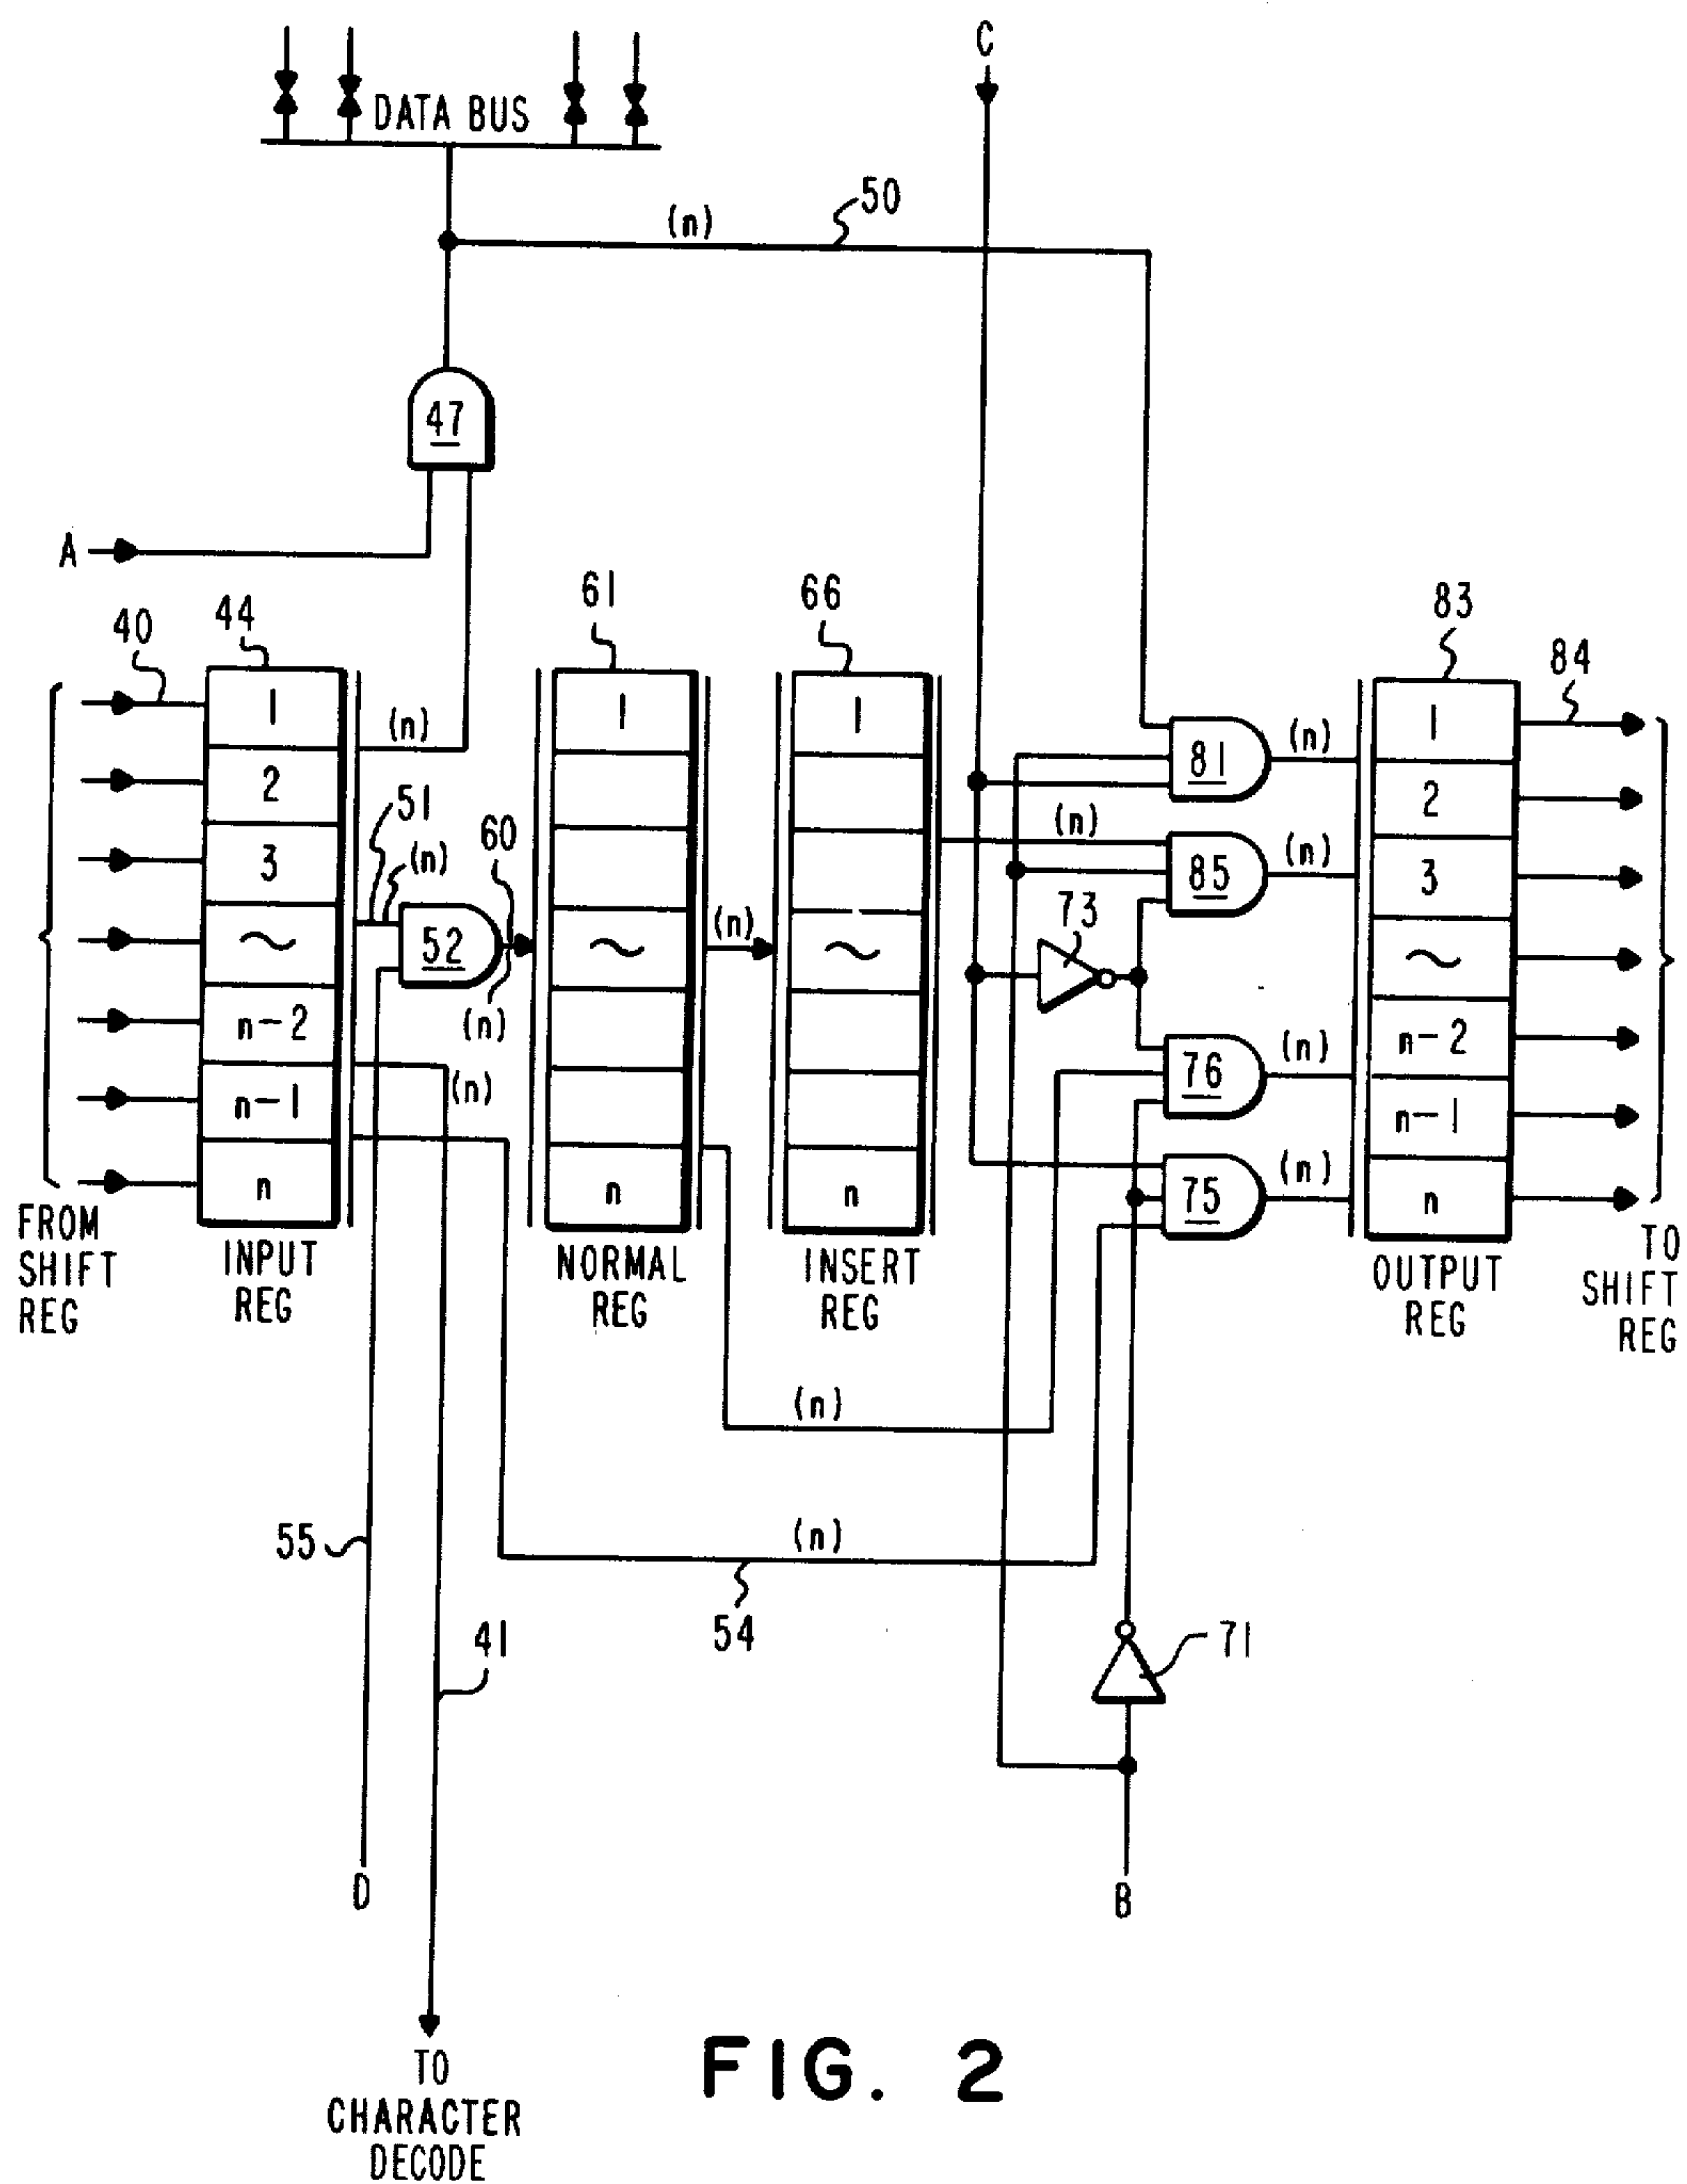 C
DATA BUS
(n)
50
47
A
40
44
61
66
83
84
1
2
3
~
n-2
n-1
n
(n)
51
(n)
52
60
(n)
(n)
(n)
1
~
n
(n)
1
~
n
(n)
73
81
85
76
75
(n)
(n)
(n)
(n)
1
2
3
~
n-2
n-1
n
FROM
SHIFT
REG
INPUT
REG
NORMAL
REG
INSERT
REG
OUTPUT
REG
TO
SHIFT
REG
(n)
(n)
55
54
41
71
D
B
TO
CHARACTER
DECODE
FIG. 2